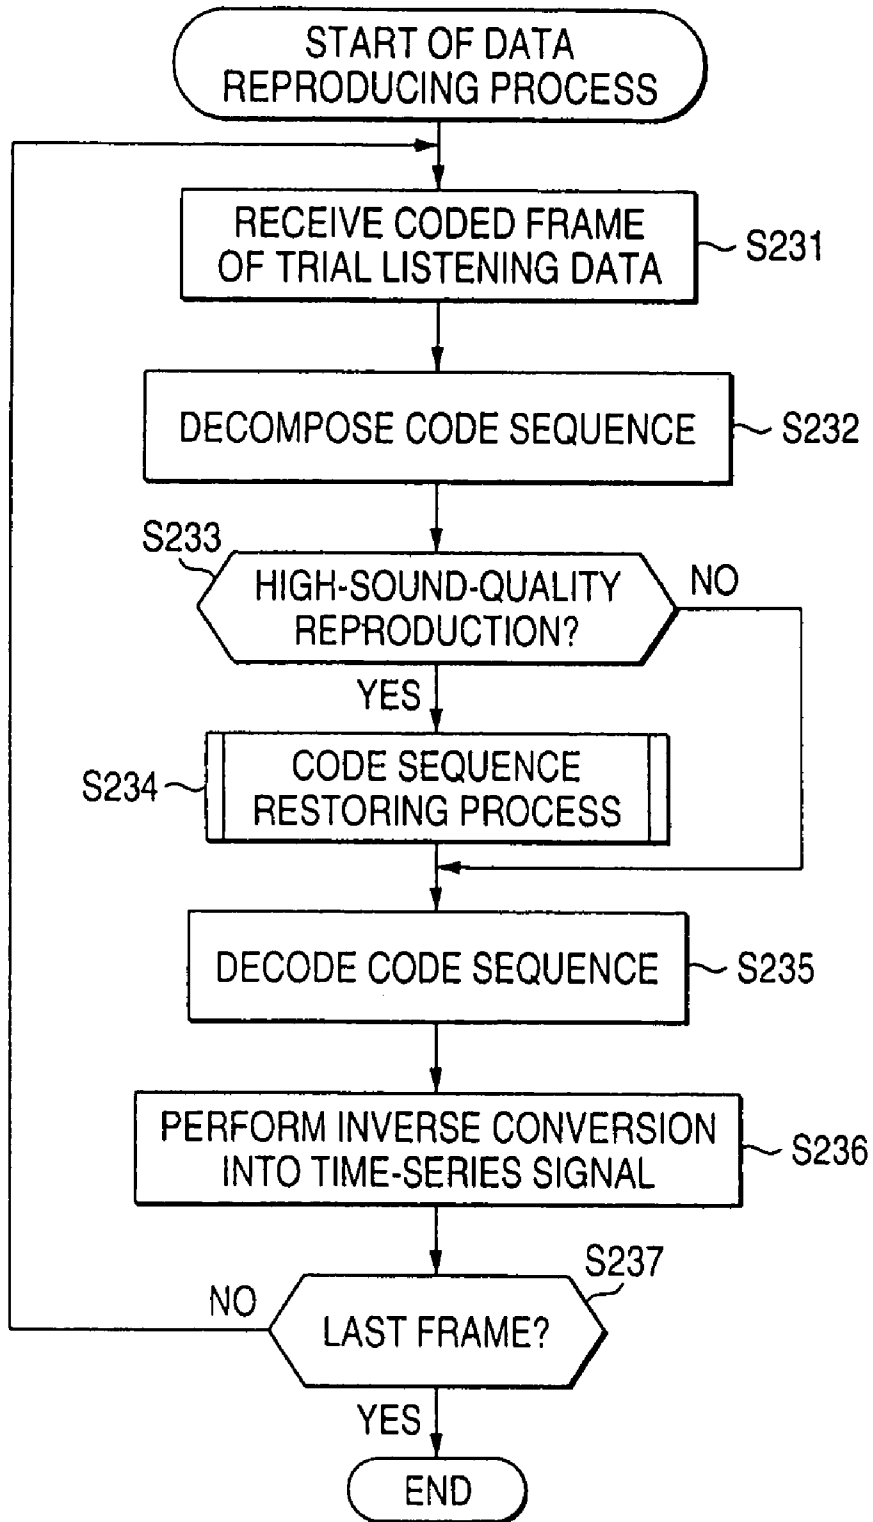 START OF DATA
REPRODUCING PROCESS
RECEIVE CODED FRAME
OF TRIAL LISTENING DATA
S231
DECOMPOSE CODE SEQUENCE
S232
S233
HIGH-SOUND-QUALITY
REPRODUCTION?
NO
YES
S234
CODE SEQUENCE
RESTORING PROCESS
DECODE CODE SEQUENCE
S235
PERFORM INVERSE CONVERSION
INTO TIME-SERIES SIGNAL
S236
S237
NO
LAST FRAME?
YES
END